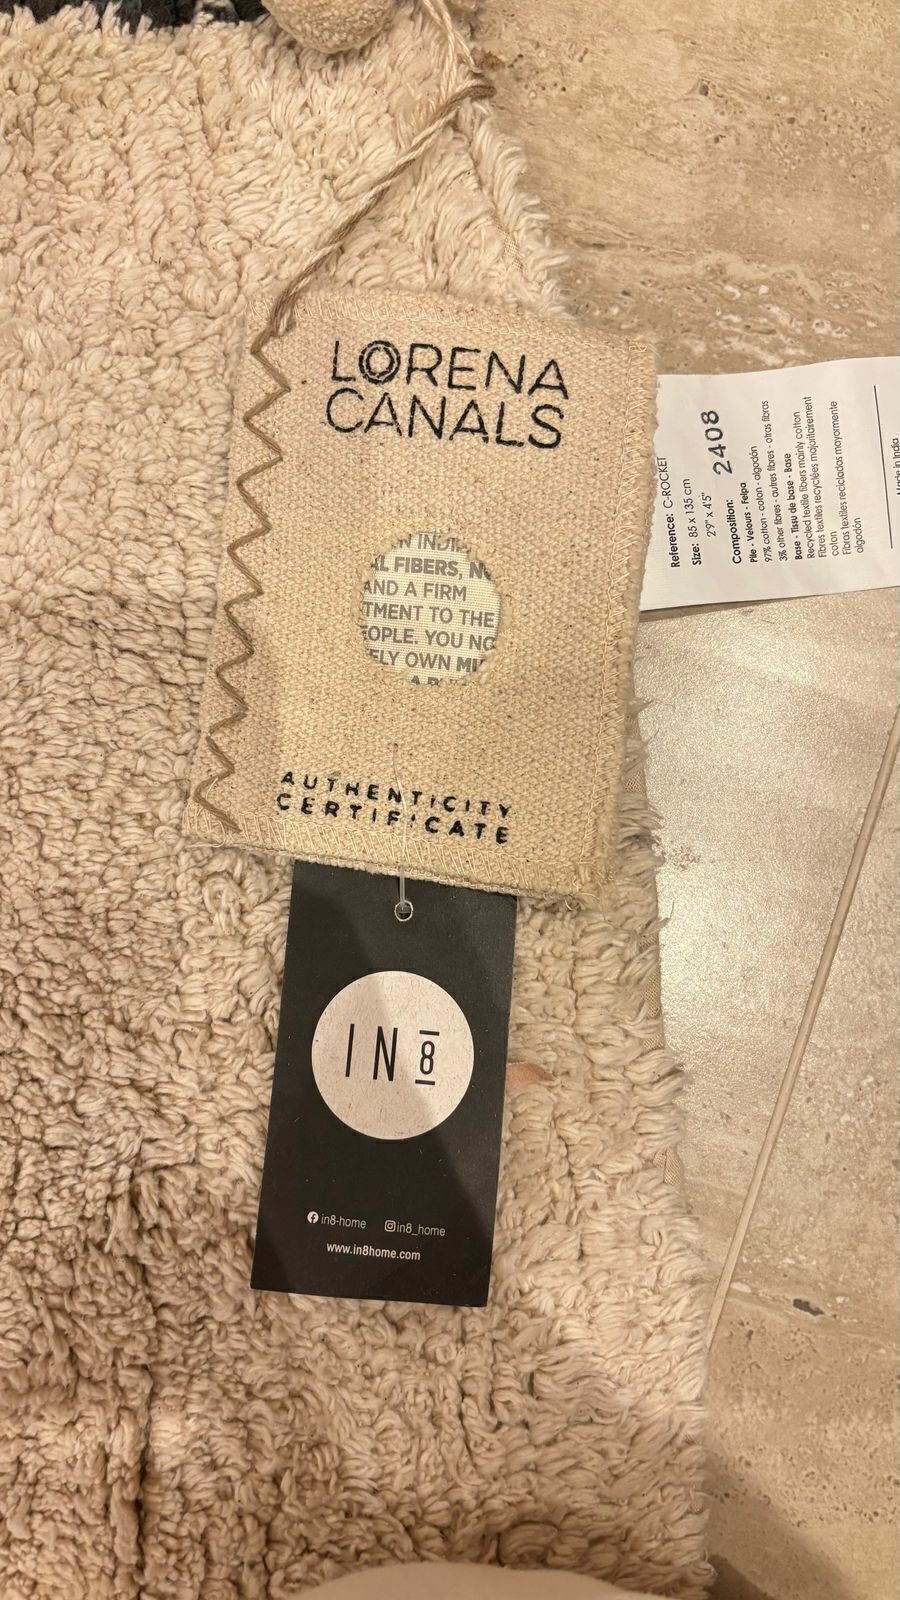 LORENA
CANALS
IN INDI
AL FIBERS,
AND A FIRM
TMENT TO THE
EOPLE. YOU NO
ELY OWN
AUTHENTICITY
CERTIFICATE
IN8
in8-home in8_home
www.in8home.com
Reference: C-ROCKET
Size: 85 x 135 cm
2'9" x 4'5"
2408
Composition:
Pile - Velours - Felpa
97% cotton - coton - algodón
3% other fibres - autres fibres - otras fibras
Base - Tissu de base - Base
Recycled textile fibers mainly cotton
Fibres textiles recyclées majoritairement
coton
Fibras textiles recicladas mayormente
algodón
Made in India